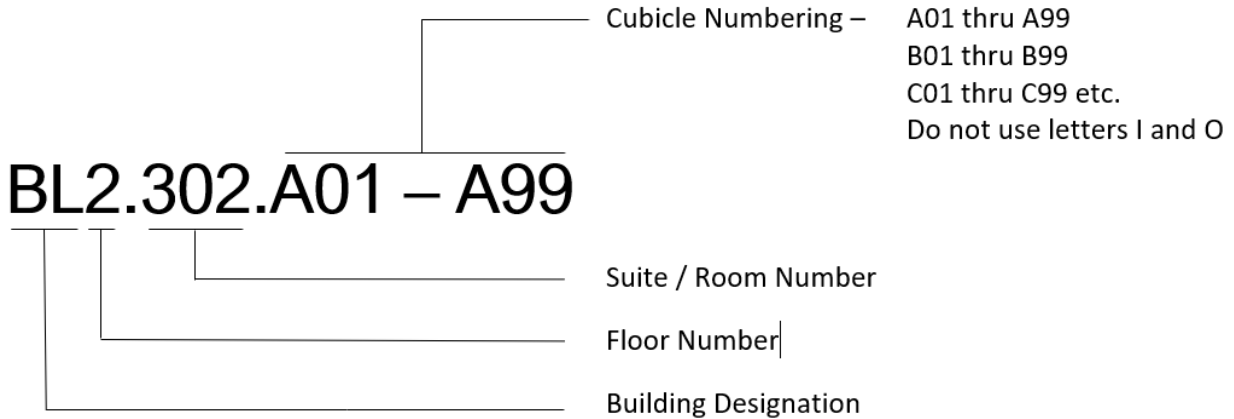 Cubicle Numbering – A01 thru A99
B01 thru B99
C01 thru C99 etc.
Do not use letters I and O
BL2.302.A01 – A99
Suite / Room Number
Floor Number
Building Designation